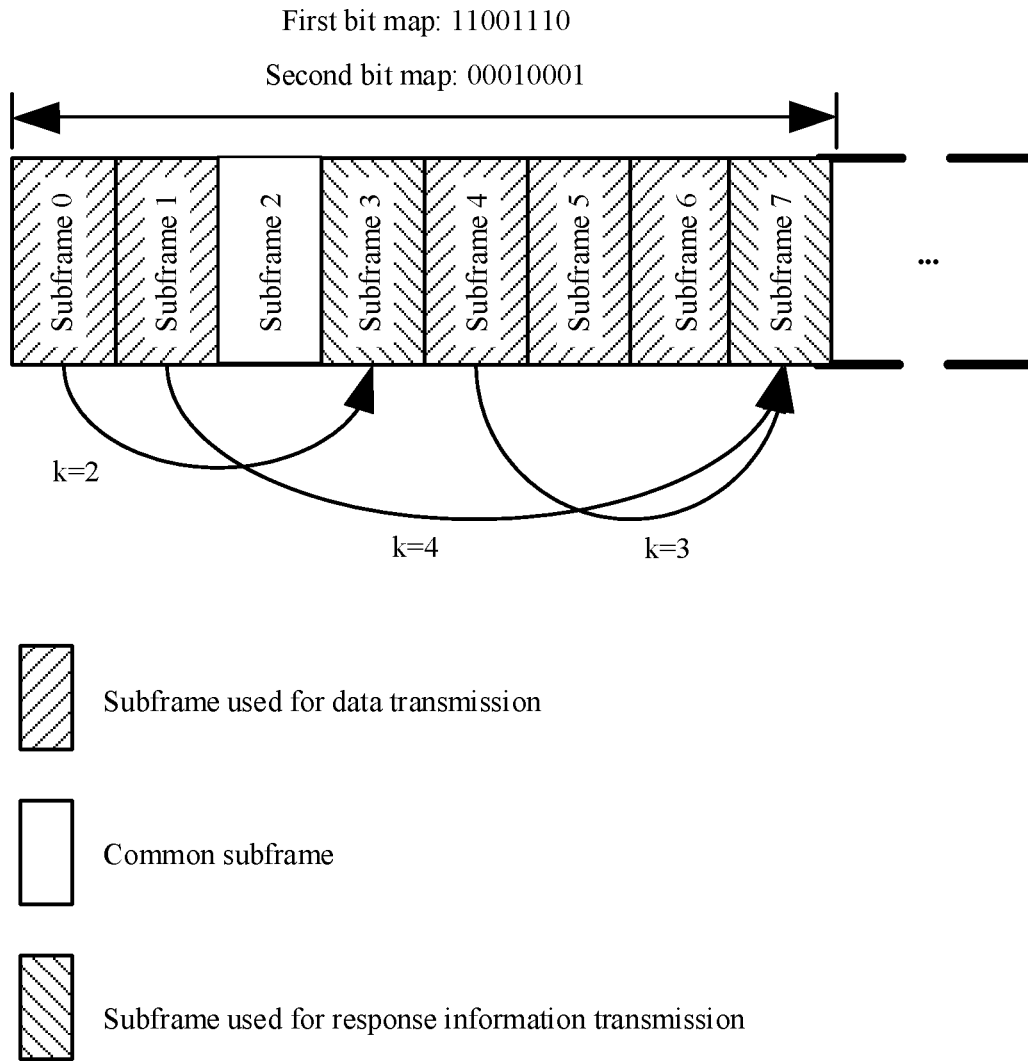 First bit map: 11001110
Second bit map: 00010001
Subframe 0
Subframe 1
Subframe 2
Subframe 3
Subframe 4
Subframe 5
Subframe 6
Subframe 7
...
k=2
k=4
k=3
Subframe used for data transmission
Common subframe
Subframe used for response information transmission